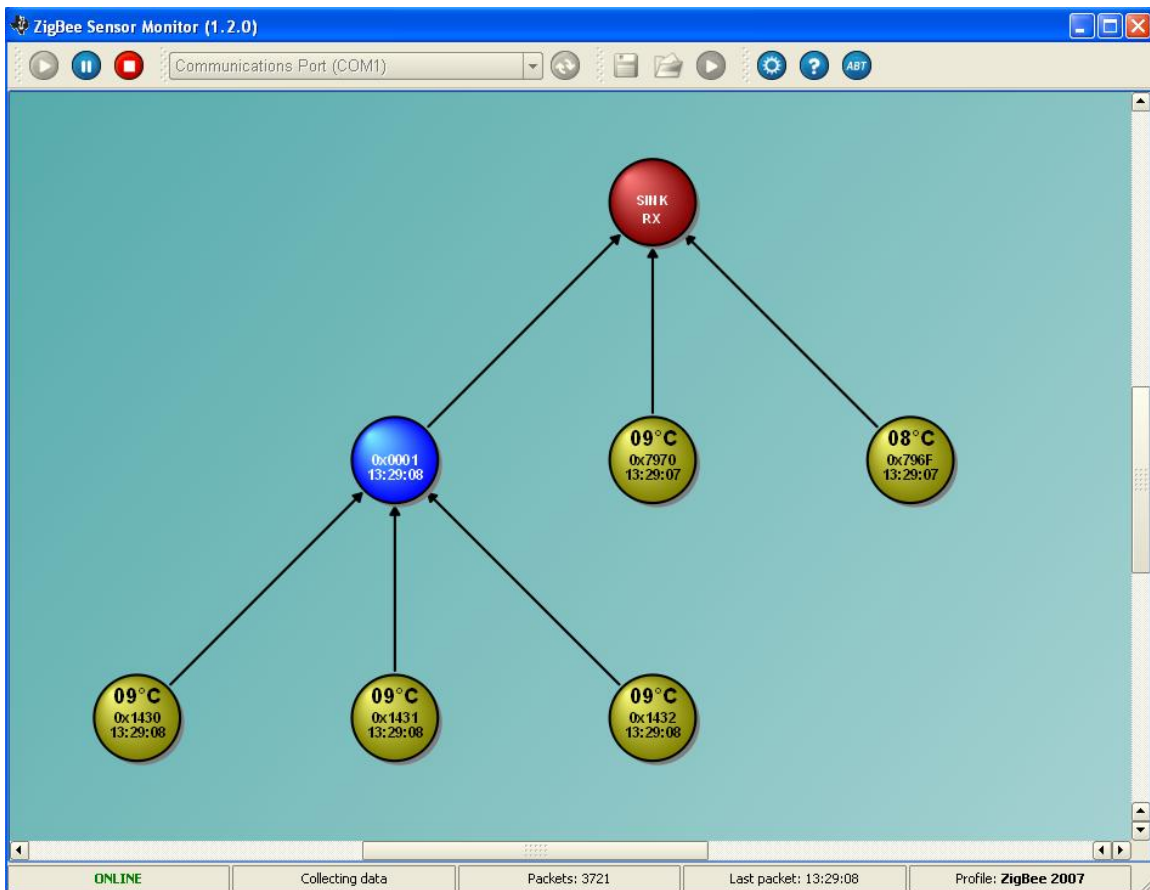 ZigBee Sensor Monitor (1.2.0)
Communications Port (COM1)
?
ABT
SINK
RX
0x0001
13:29:08
09°C
0x7970
13:29:07
08°C
0x796F
13:29:07
09°C
0x1430
13:29:08
09°C
0x1431
13:29:08
09°C
0x1432
13:29:08
ONLINE
Collecting data
Packets: 3721
Last packet: 13:29:08
Profile: ZigBee 2007